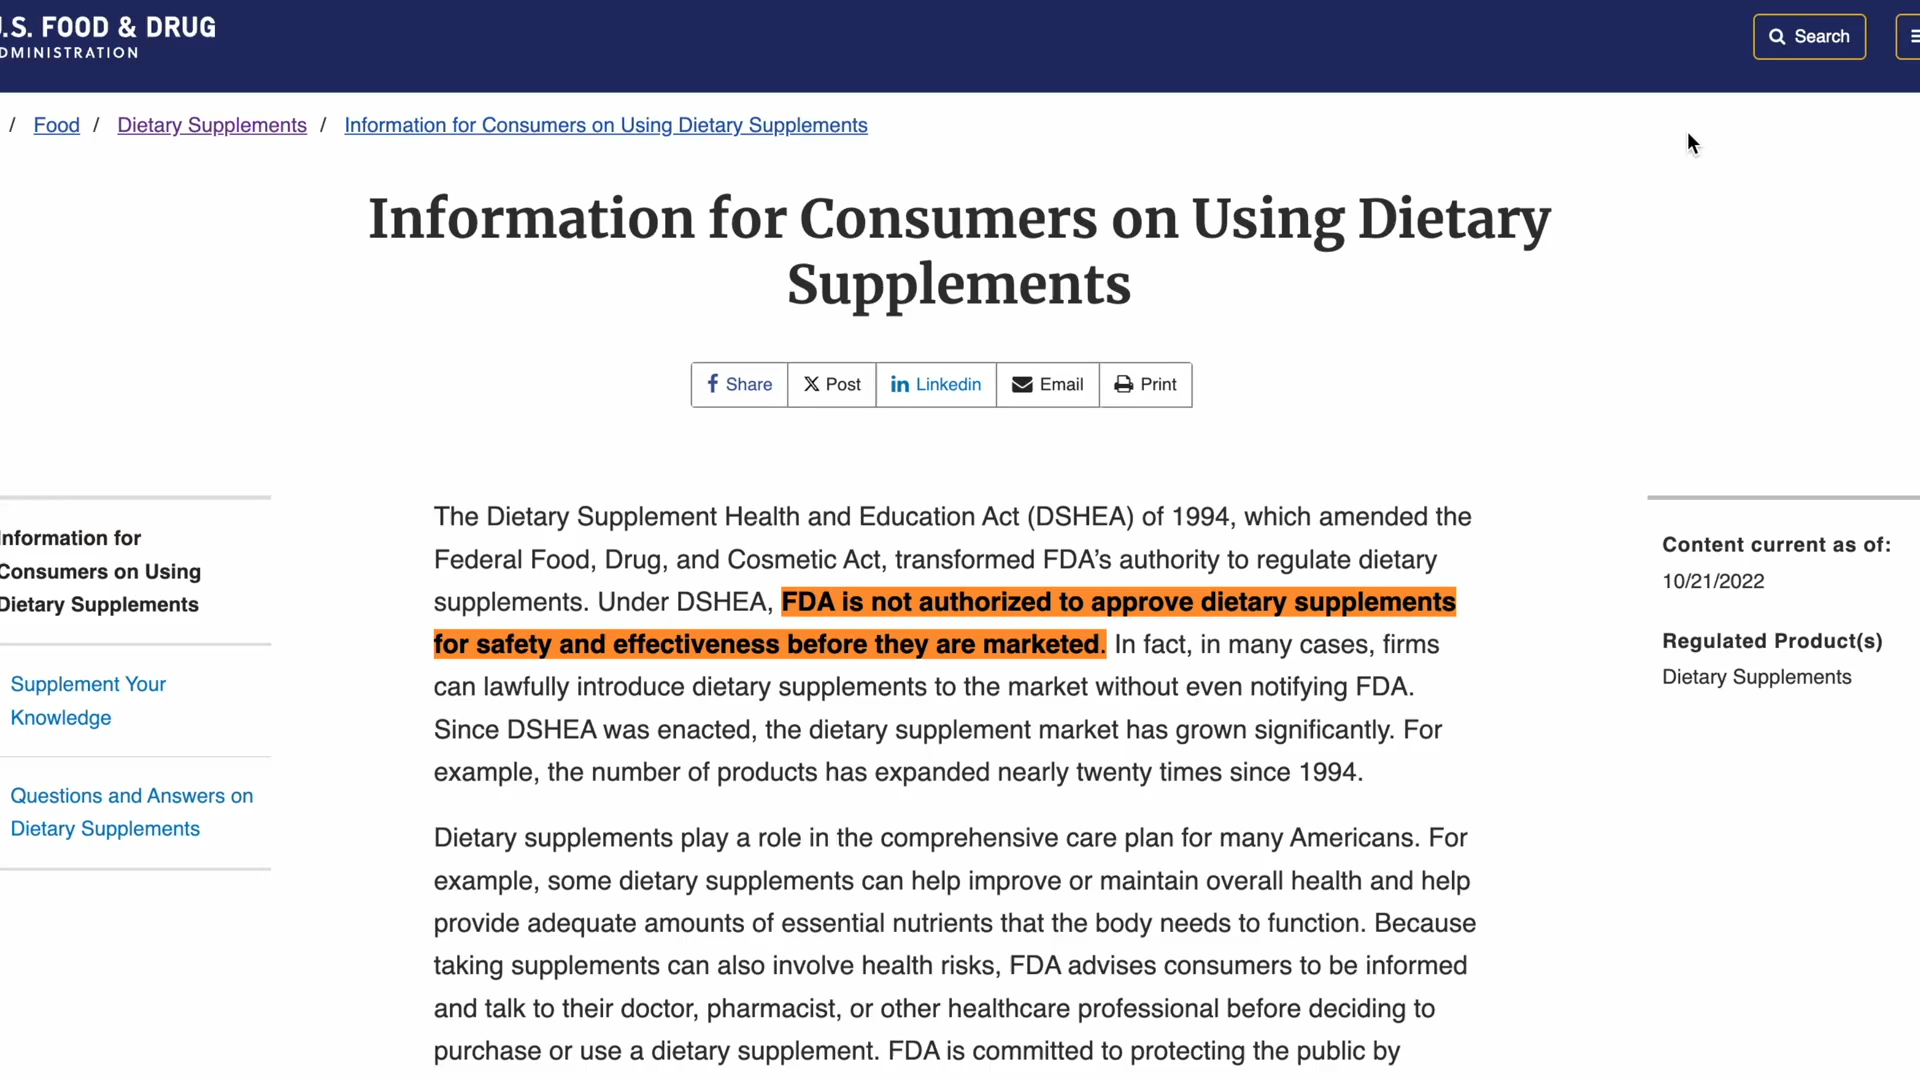 U.S. FOOD & DRUG
ADMINISTRATION
Search
/ Food / Dietary Supplements / Information for Consumers on Using Dietary Supplements
Information for Consumers on Using Dietary
Supplements
Share Post Linkedin Email Print
Information for
Consumers on Using
Dietary Supplements
Supplement Your
Knowledge
Questions and Answers on
Dietary Supplements
The Dietary Supplement Health and Education Act (DSHEA) of 1994, which amended the
Federal Food, Drug, and Cosmetic Act, transformed FDA’s authority to regulate dietary
supplements. Under DSHEA, FDA is not authorized to approve dietary supplements
for safety and effectiveness before they are marketed. In fact, in many cases, firms
can lawfully introduce dietary supplements to the market without even notifying FDA.
Since DSHEA was enacted, the dietary supplement market has grown significantly. For
example, the number of products has expanded nearly twenty times since 1994.
Dietary supplements play a role in the comprehensive care plan for many Americans. For
example, some dietary supplements can help improve or maintain overall health and help
provide adequate amounts of essential nutrients that the body needs to function. Because
taking supplements can also involve health risks, FDA advises consumers to be informed
and talk to their doctor, pharmacist, or other healthcare professional before deciding to
purchase or use a dietary supplement. FDA is committed to protecting the public by
Content current as of:
10/21/2022
Regulated Product(s)
Dietary Supplements